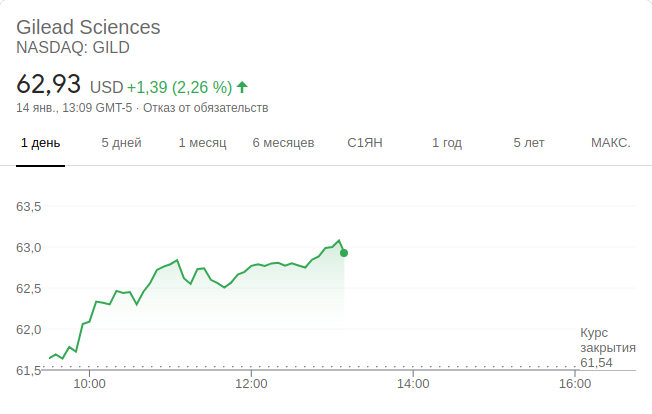 Gilead Sciences
NASDAQ: GILD
62,93 USD +1,39 (2,26 %)
14 янв., 13:09 GMT-5 · Отказ от обязательств
1 день 5 дней 1 месяц 6 месяцев С1ЯН 1 год 5 лет МАКС.
63,5
63,0
62,5
62,0
Курс
закрытия
61,54
61,5
10:00 12:00 14:00 16:00